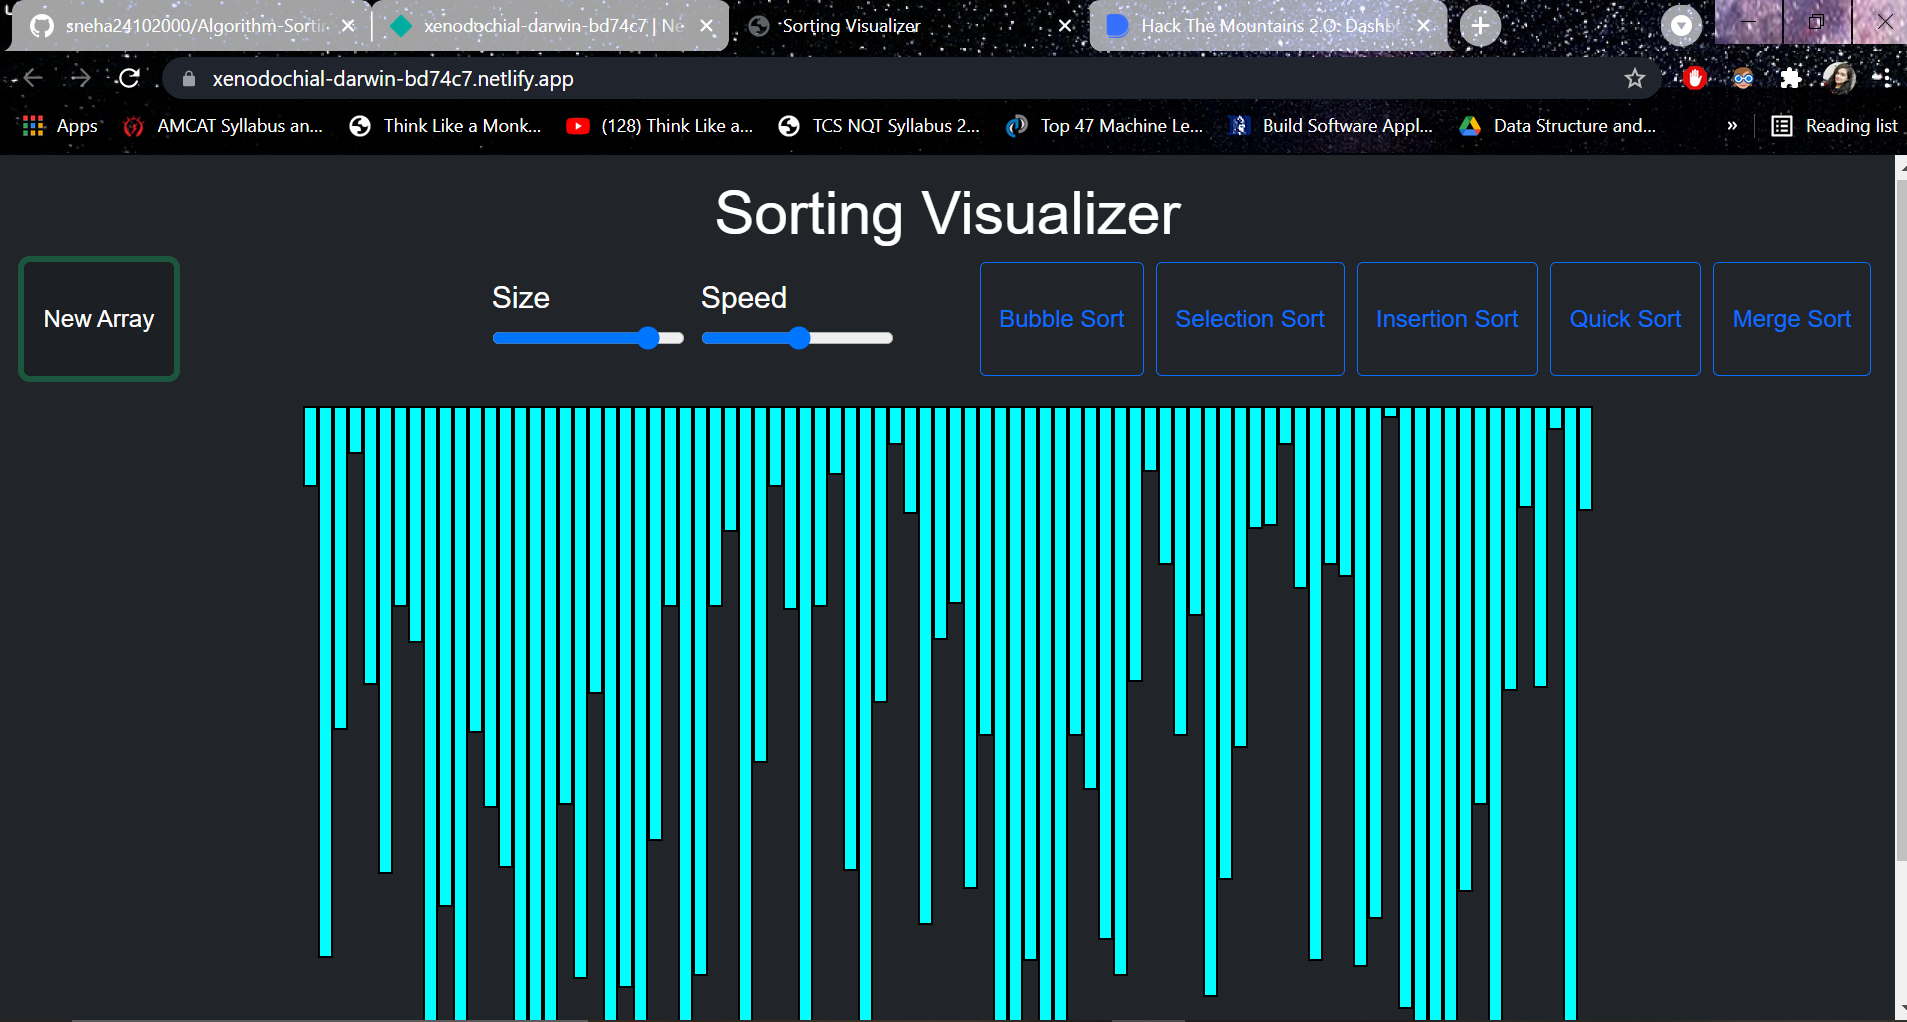 sneha24102000/Algorithm-Sortin
xenodochial-darwin-bd74c7 | Ne
Sorting Visualizer
Hack The Mountains 2.O: Dashb
xenodochial-darwin-bd74c7.netlify.app
Apps
AMCAT Syllabus an...
Think Like a Monk...
(128) Think Like a...
TCS NQT Syllabus 2...
Top 47 Machine Le...
Build Software Appl...
Data Structure and...
»
Reading list
Sorting Visualizer
New Array
Size
Speed
Bubble Sort
Selection Sort
Insertion Sort
Quick Sort
Merge Sort